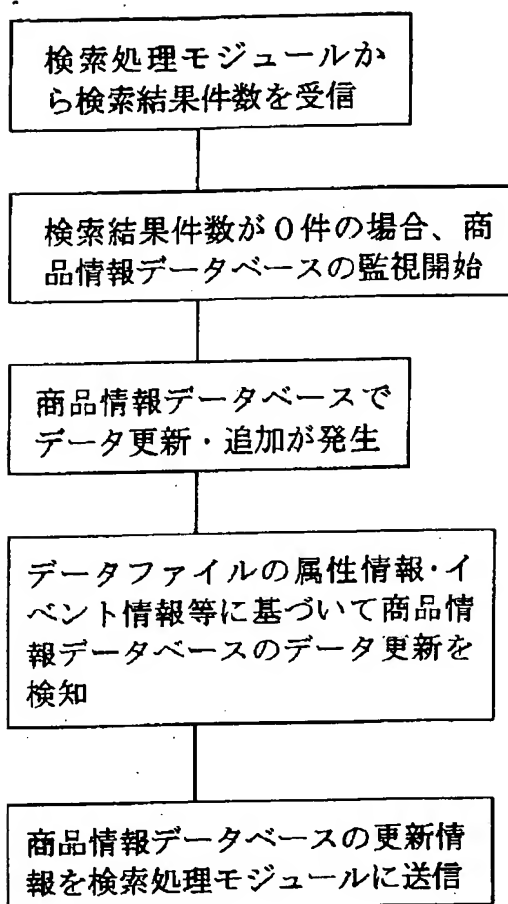 検索処理モジュールか
ら検索結果件数を受信
検索結果件数が０件の場合、商
品情報データベースの監視開始
商品情報データベースで
データ更新・追加が発生
データファイルの属性情報・イ
ベント情報等に基づいて商品情
報データベースのデータ更新を
検知
商品情報データベースの更新情
報を検索処理モジュールに送信